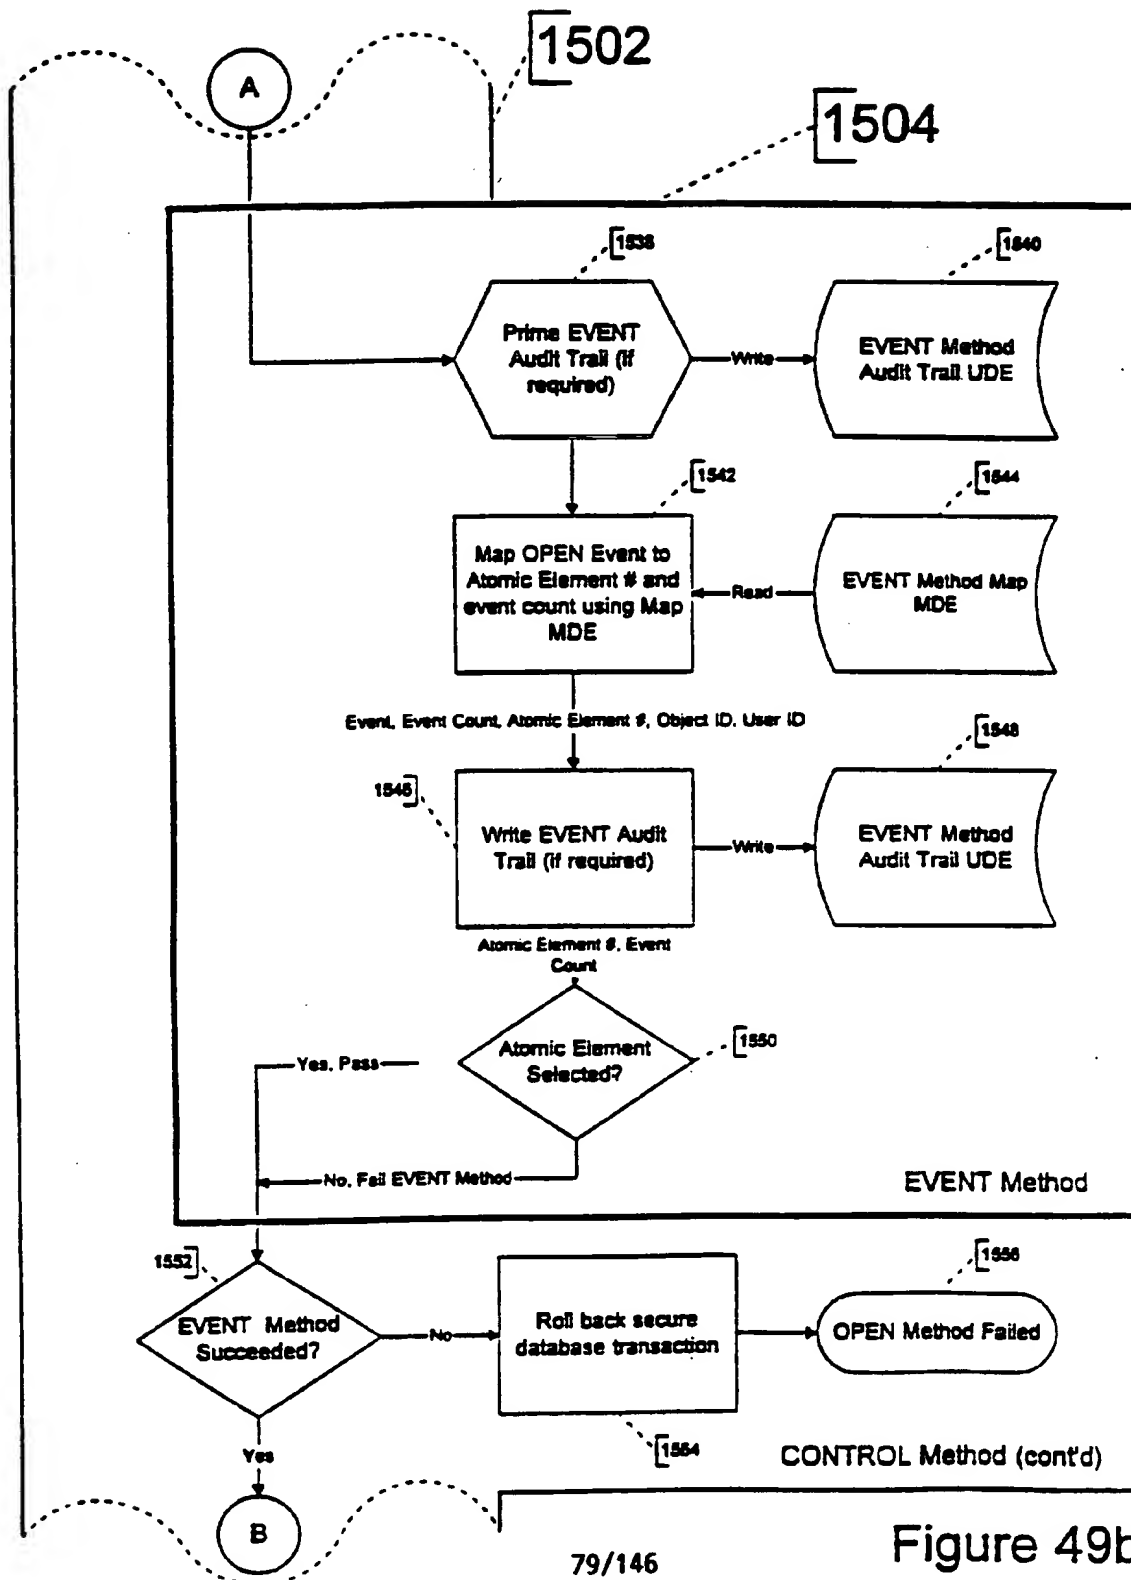 1502
A
1504
1538
1540
Prime EVENT
Audit Trail (if
required)
Write
EVENT Method
Audit Trail UDE
1542
1544
Map OPEN Event to
Atomic Element # and
event count using Map
MDE
Read
EVENT Method Map
MDE
Event, Event Count, Atomic Element #, Object ID, User ID
1546
1548
Write EVENT Audit
Trail (if required)
Write
EVENT Method
Audit Trail UDE
Atomic Element #, Event
Count
Atomic Element
Selected?
1550
Yes, Pass
No, Fail EVENT Method
EVENT Method
1552
EVENT Method
Succeeded?
No
Roll back secure
database transaction
1556
OPEN Method Failed
1554
Yes
CONTROL Method (cont'd)
B
Figure 49b
79/146